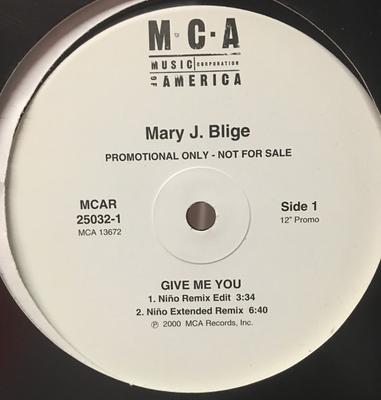 M·C·A
MUSIC CORPORATION
OF AMERICA
Mary J. Blige
PROMOTIONAL ONLY - NOT FOR SALE
MCAR
25032-1
MCA 13672
Side 1
12" Promo
GIVE ME YOU
1. Niño Remix Edit 3:34
2. Niño Extended Remix 6:40
℗ 2000 MCA Records, Inc.